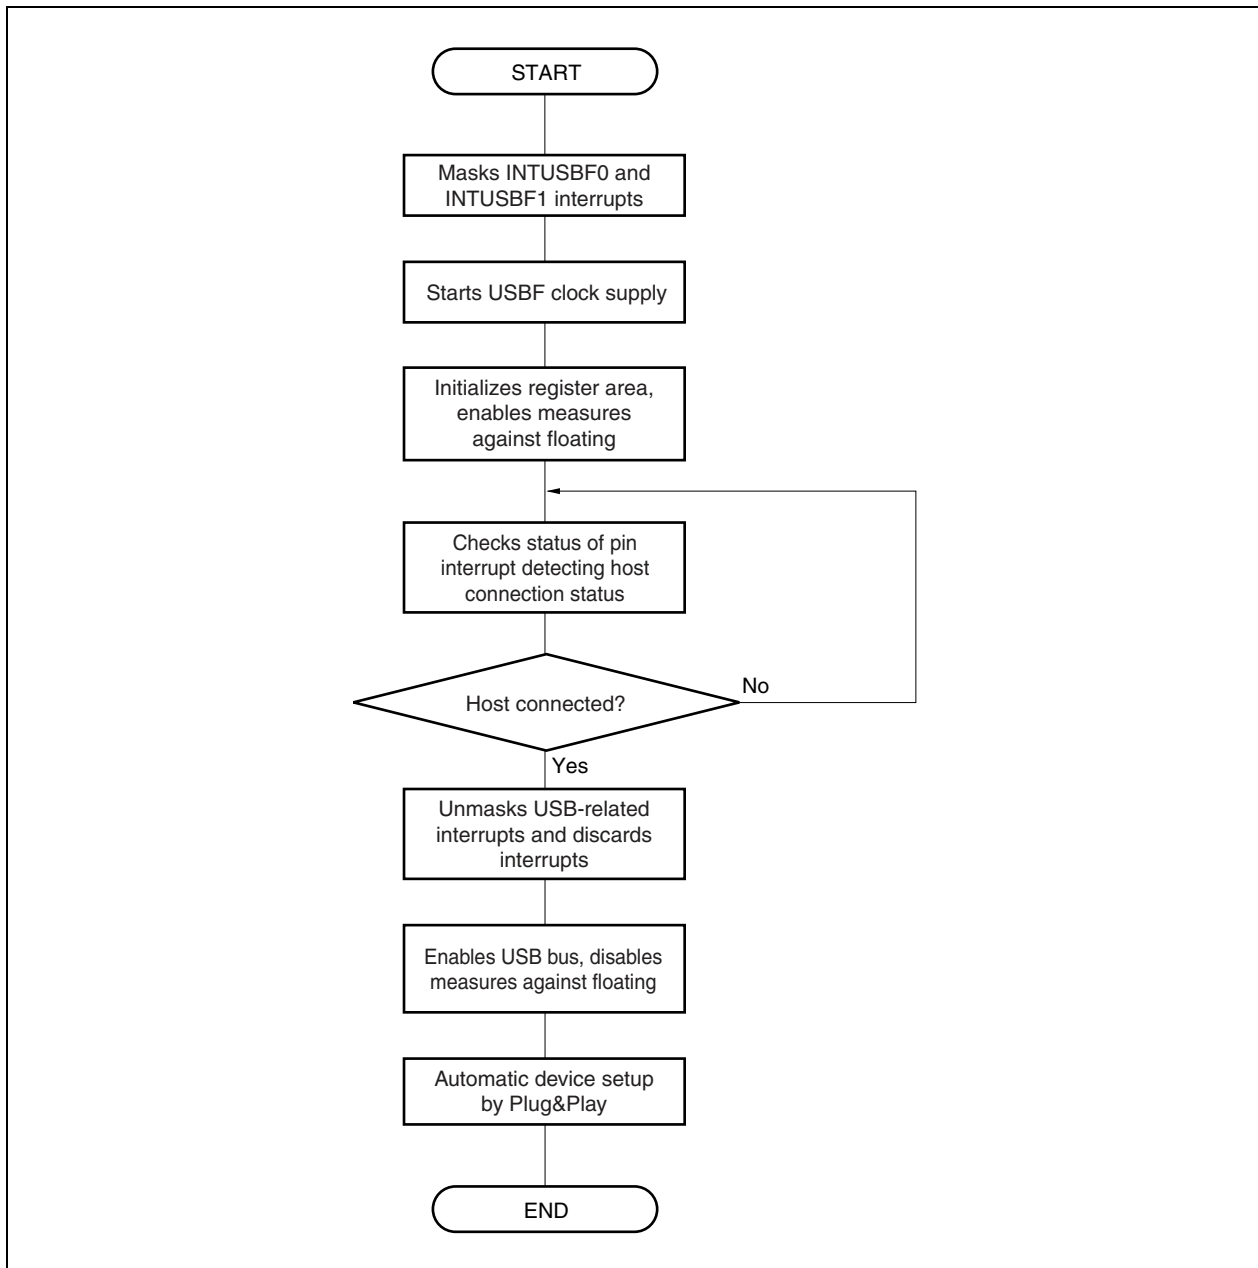 START
Masks INTUSBF0 and
INTUSBF1 interrupts
Starts USBF clock supply
Initializes register area,
enables measures
against floating
Checks status of pin
interrupt detecting host
connection status
Host connected?
No
Yes
Unmasks USB-related
interrupts and discards
interrupts
Enables USB bus, disables
measures against floating
Automatic device setup
by Plug&Play
END